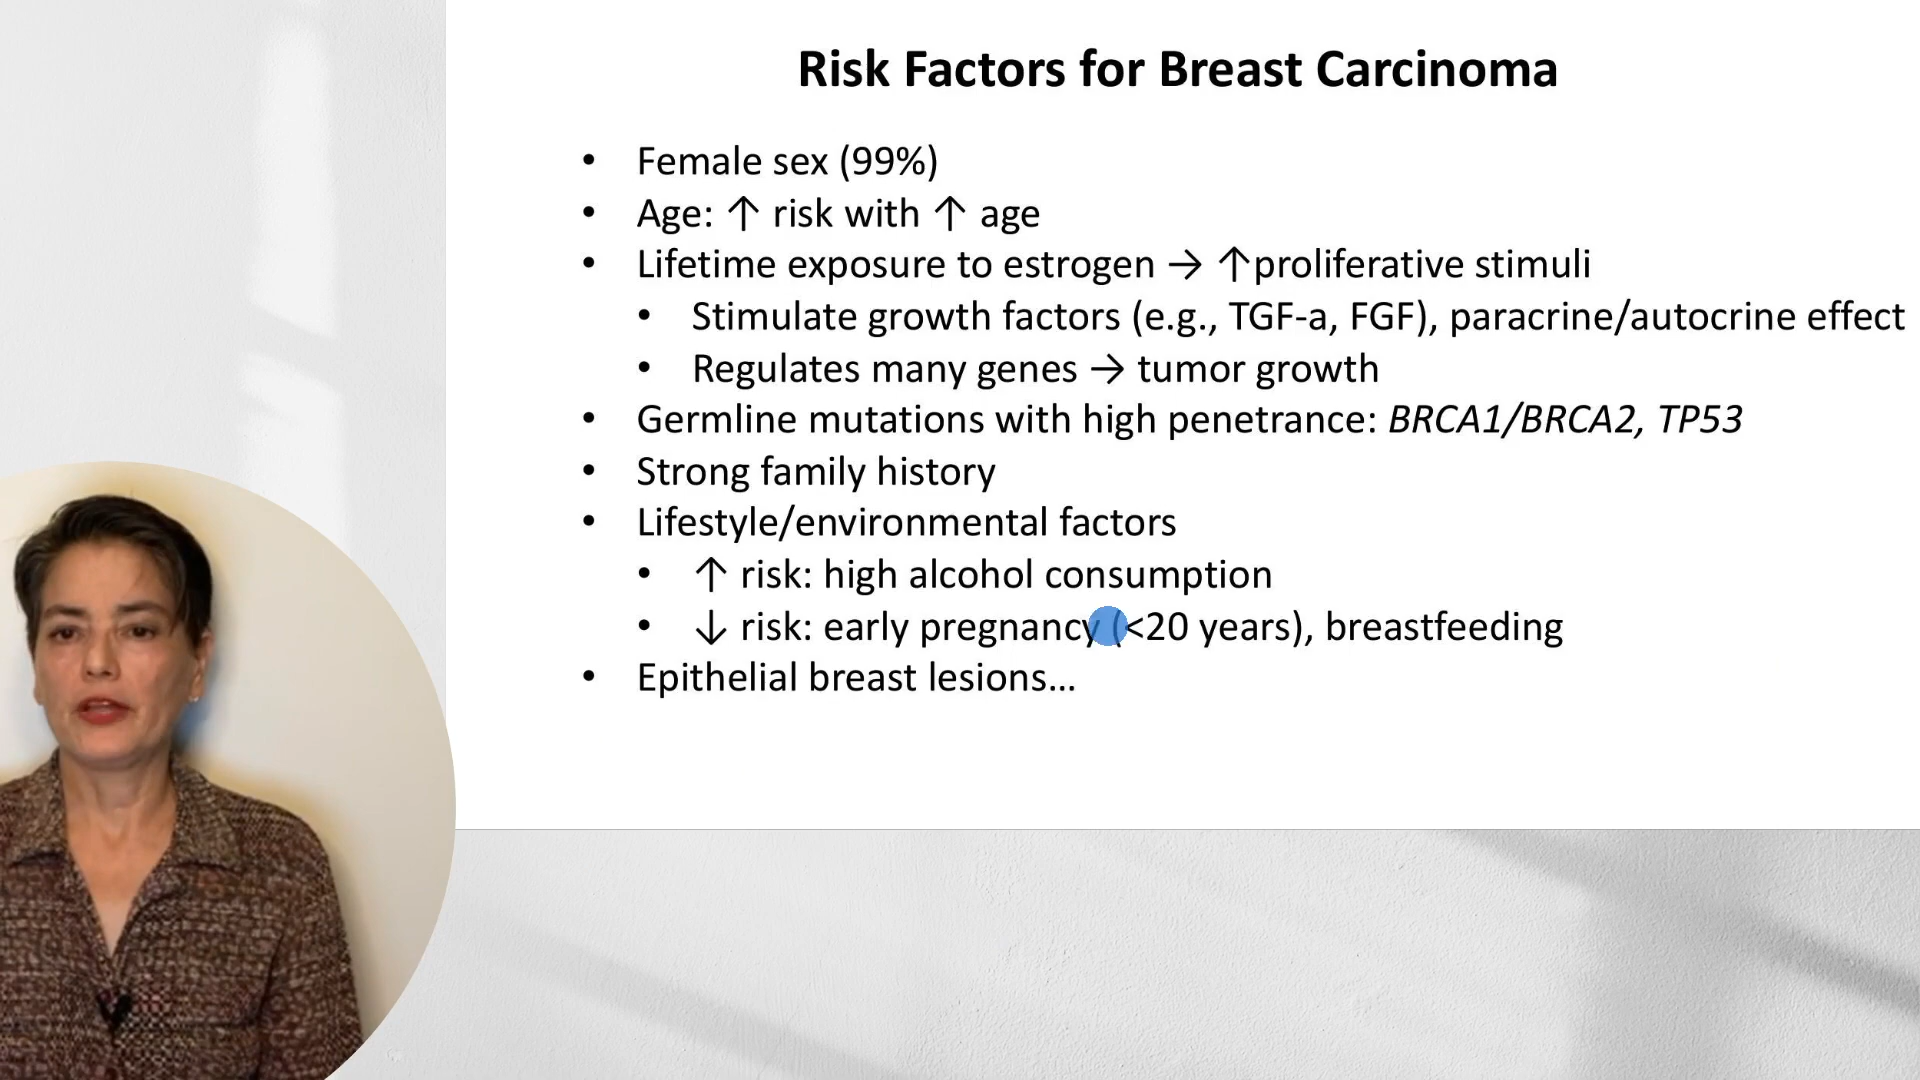 Risk Factors for Breast Carcinoma
• Female sex (99%)
• Age: ↑ risk with ↑ age
• Lifetime exposure to estrogen → ↑proliferative stimuli
• Stimulate growth factors (e.g., TGF-a, FGF), paracrine/autocrine effect
• Regulates many genes → tumor growth
• Germline mutations with high penetrance: BRCA1/BRCA2, TP53
• Strong family history
• Lifestyle/environmental factors
• ↑ risk: high alcohol consumption
• ↓ risk: early pregnancy (<20 years), breastfeeding
• Epithelial breast lesions...